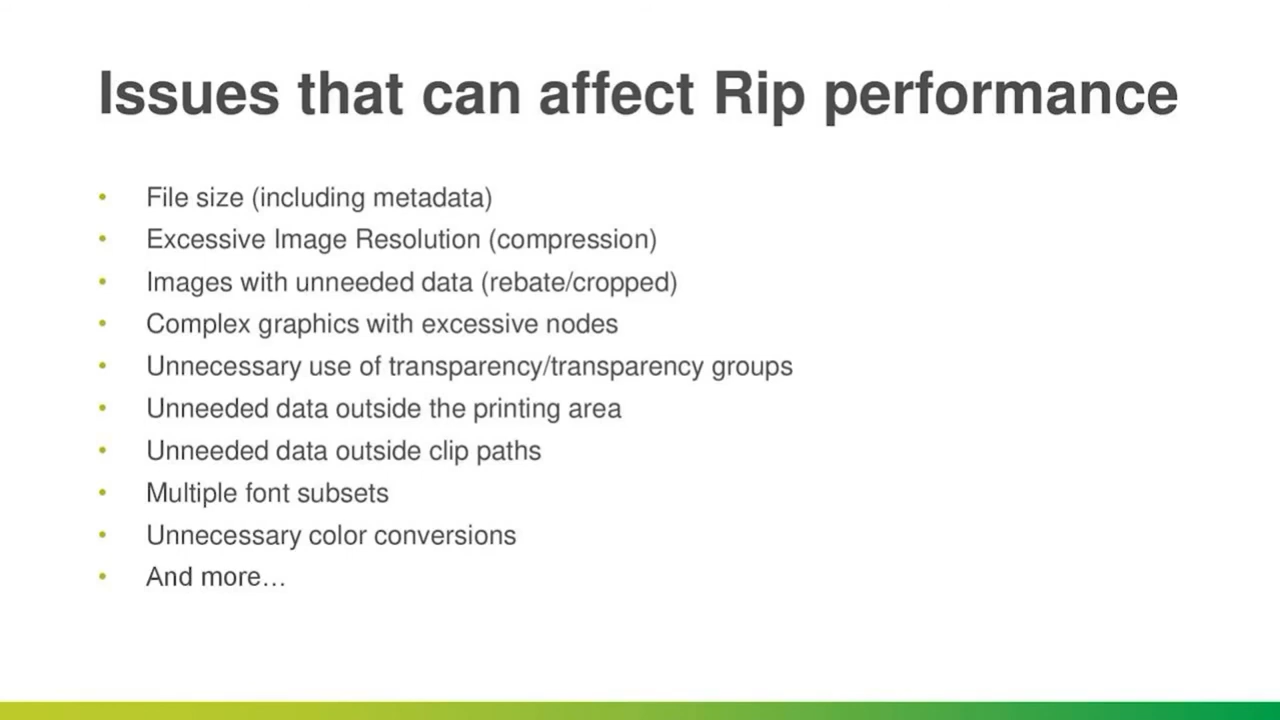 Issues that can affect Rip performance
• File size (including metadata)
• Excessive Image Resolution (compression)
• Images with unneeded data (rebate/cropped)
• Complex graphics with excessive nodes
• Unnecessary use of transparency/transparency groups
• Unneeded data outside the printing area
• Unneeded data outside clip paths
• Multiple font subsets
• Unnecessary color conversions
• And more…